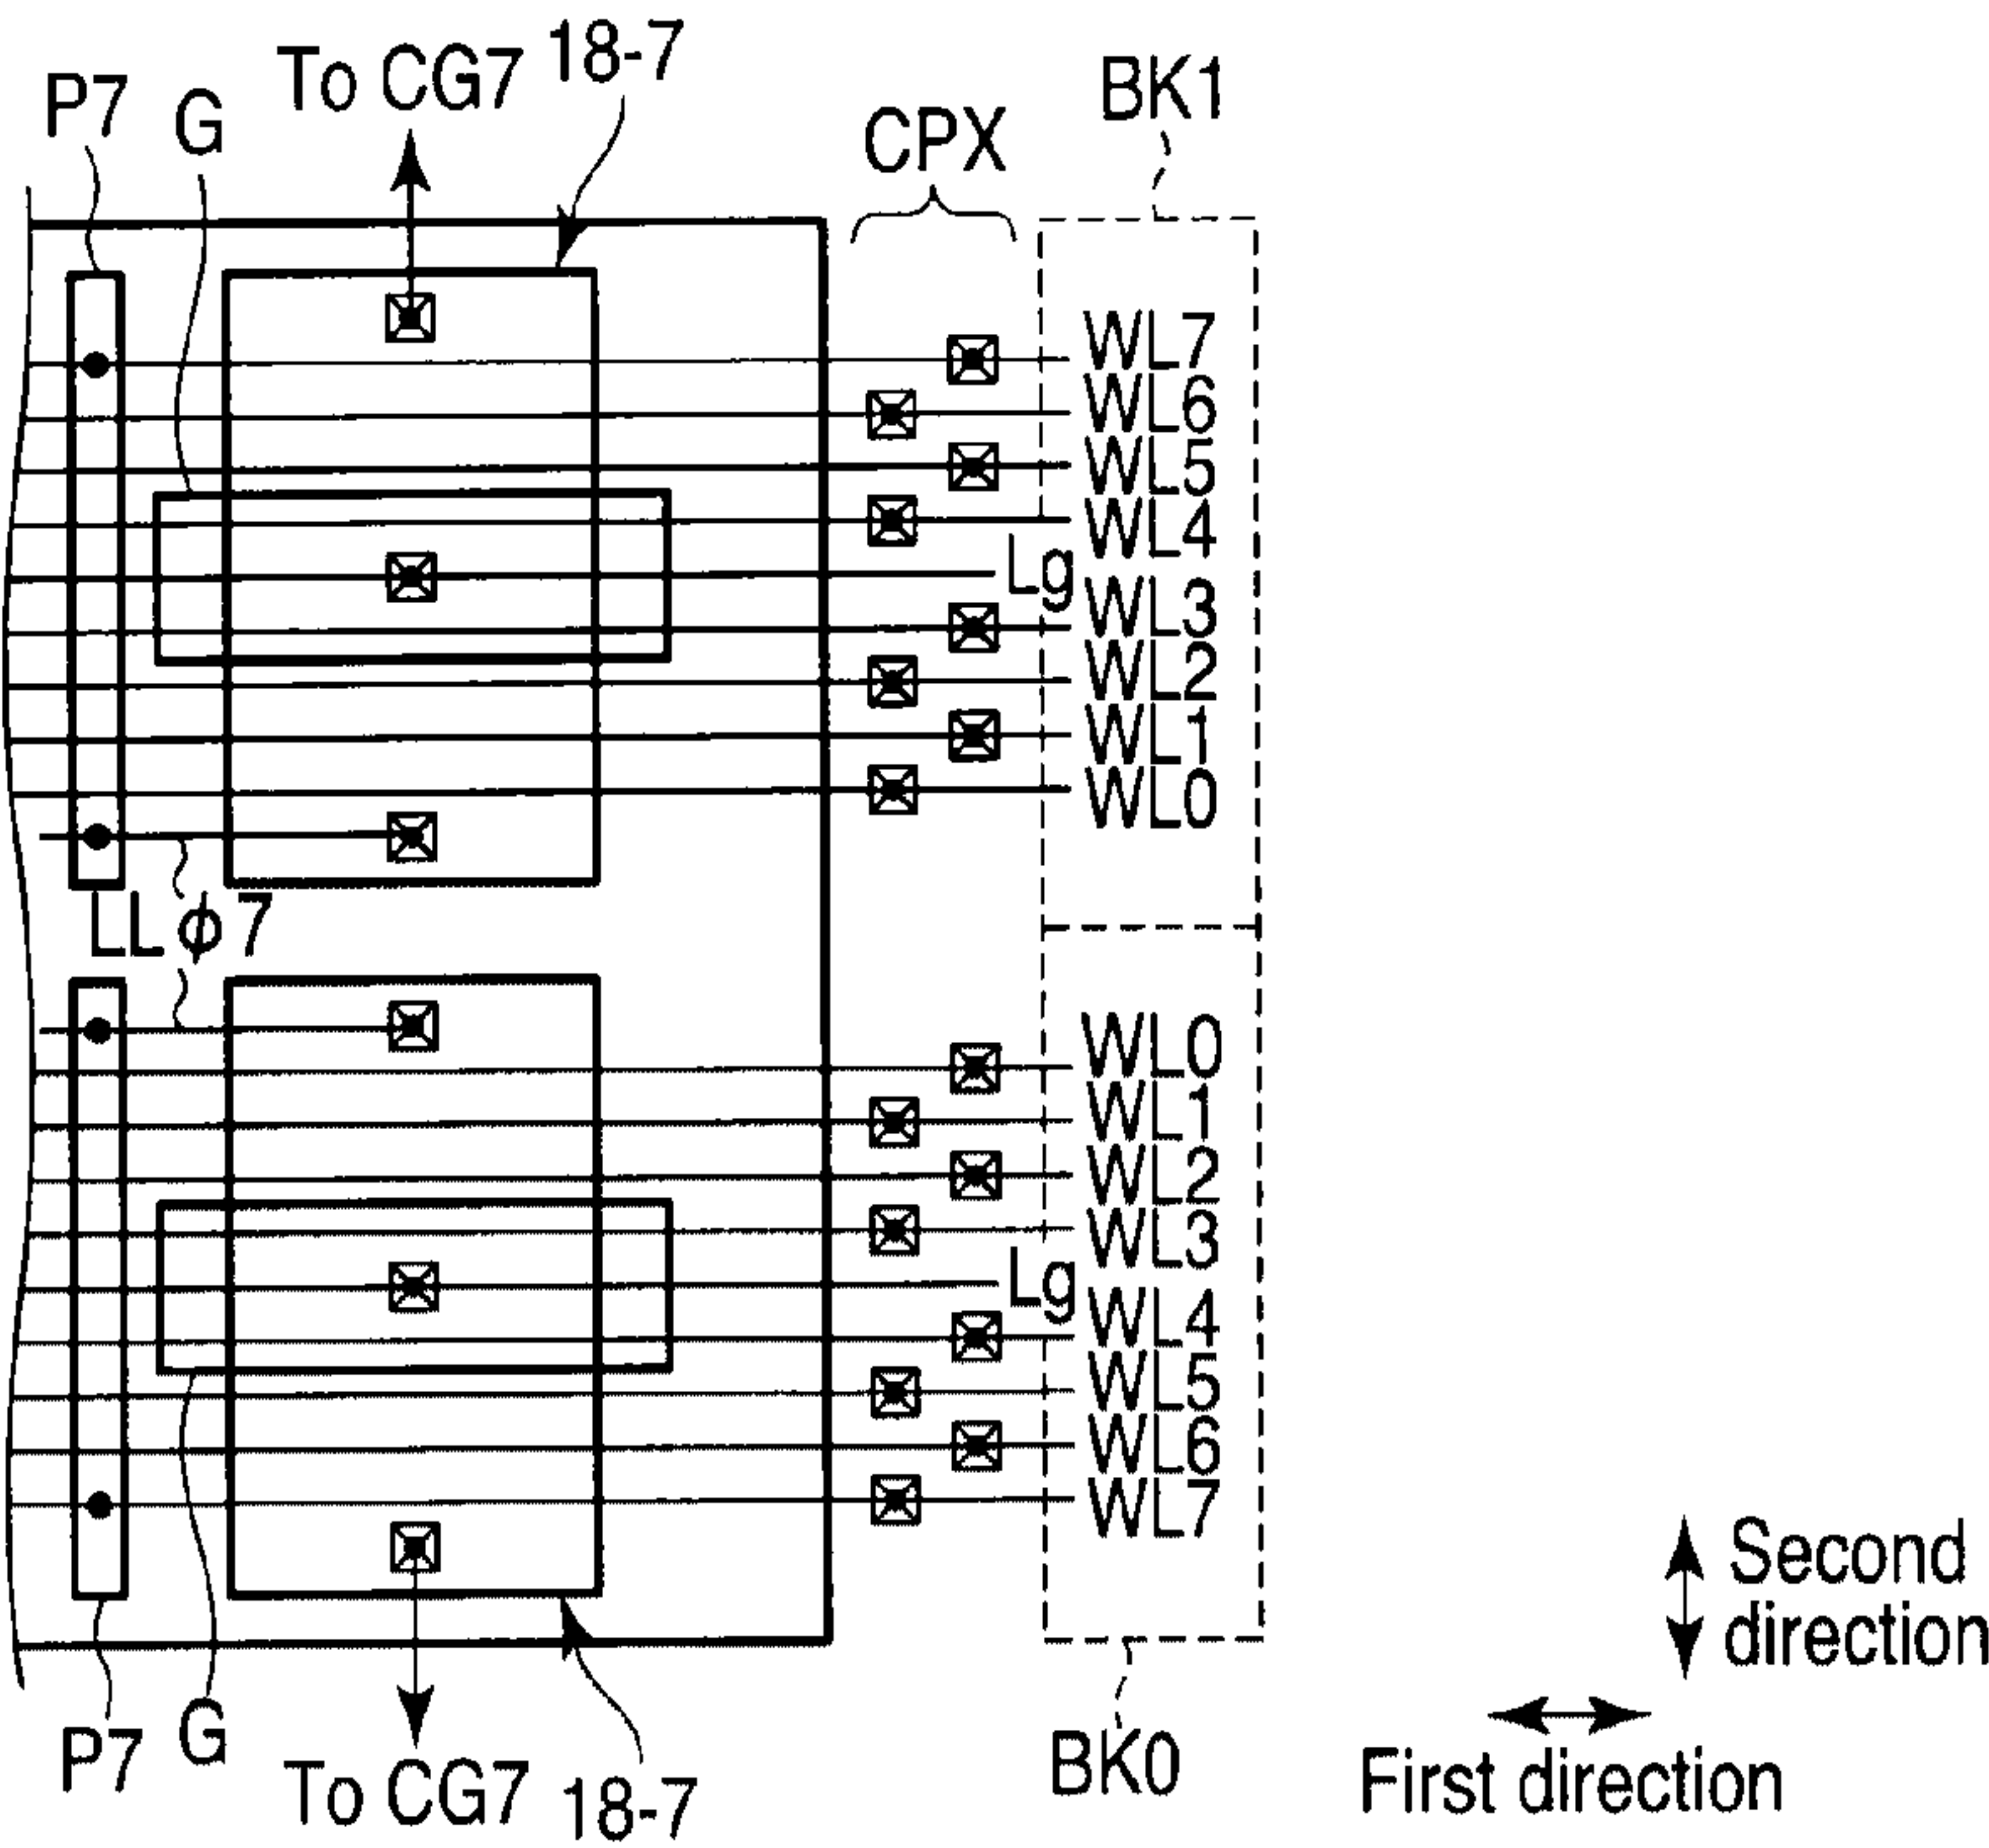 P7
G
To CG7
18-7
CPX
BK1
WL7
WL6
WL5
WL4
Lg
WL3
WL2
WL1
WL0
LLϕ7
WL0
WL1
WL2
WL3
Lg
WL4
WL5
WL6
WL7
P7
G
To CG7
18-7
BK0
Second
direction
First direction